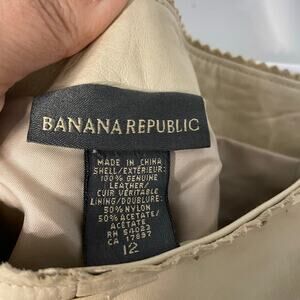 BANANA REPUBLIC
MADE IN CHINA
SHELL/EXTÉRIEUR:
100% GENUINE
LEATHER/
CUIR VÉRITABLE
LINING/DOUBLURE:
50% NYLON
50% ACETATE/
ACÉTATE
RN 54023
CA 17897
12